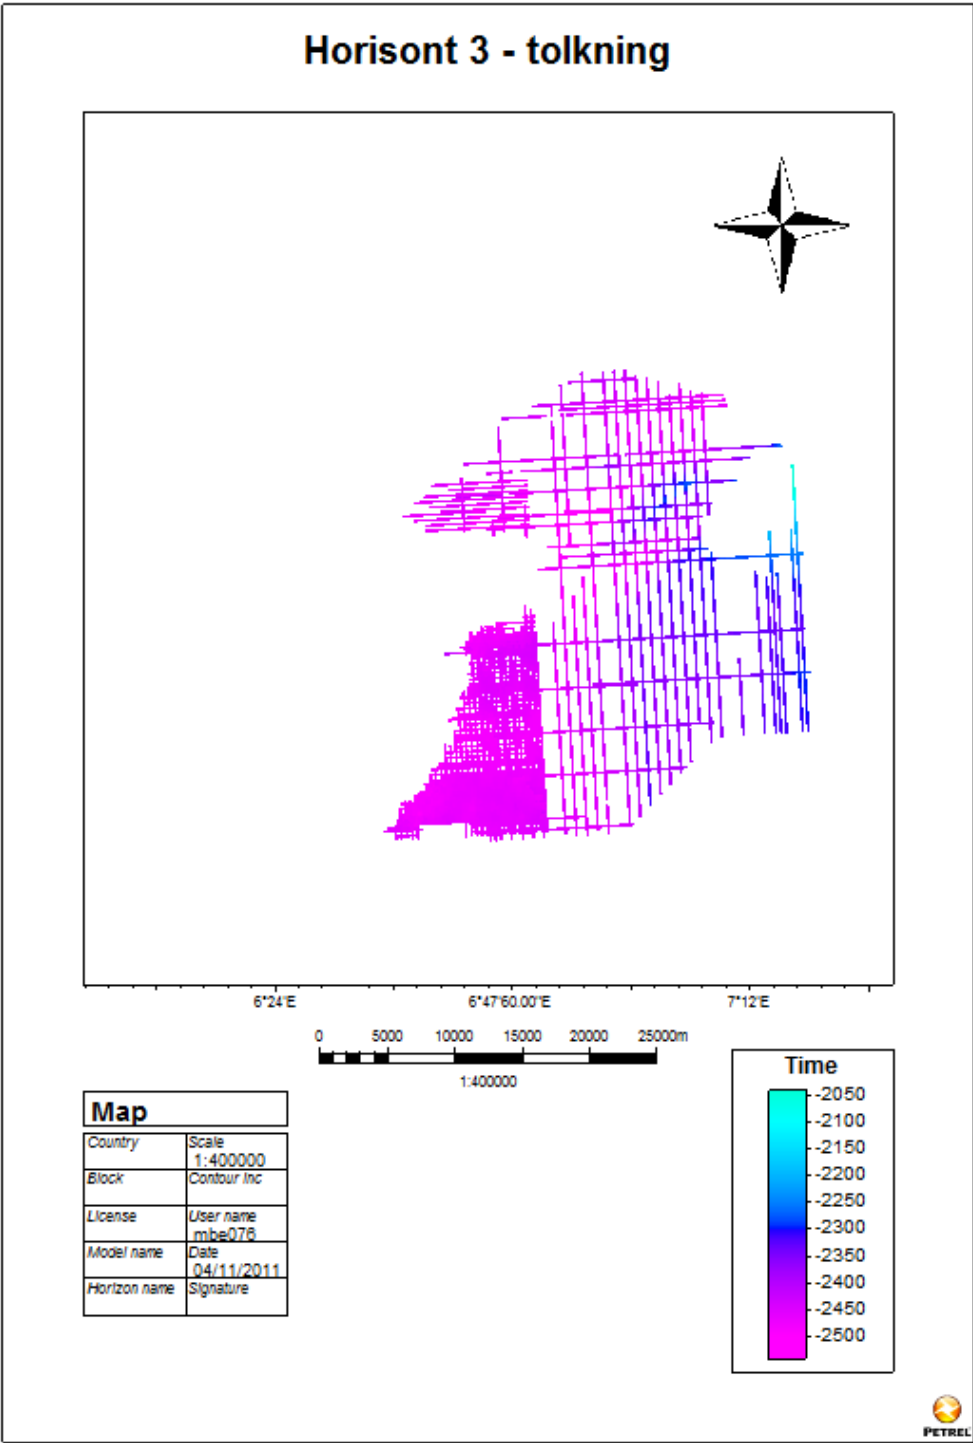 Horisont 3 - tolkning
6°24'E 6°47'60.00"E 7°12'E
0 5000 10000 15000 20000 25000m
1:400000
Time
-2050
-2100
-2150
-2200
-2250
-2300
-2350
-2400
-2450
-2500
Map
Country Scale
1:400000
Block Contour inc
License User name
mbe076
Model name Date
04/11/2011
Horizon name Signature
PETREL